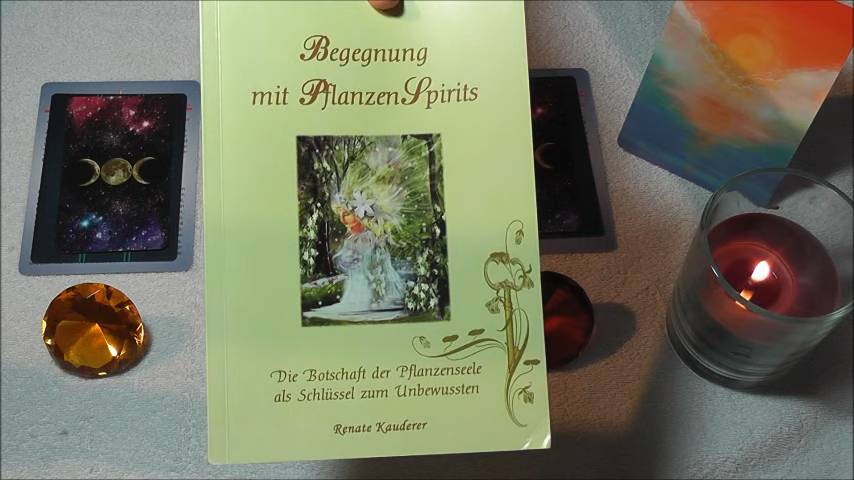 Begegnung
mit PflanzenSpirits
Die Botschaft der Pflanzenseele
als Schlüssel zum Unbewussten
Renate Kauderer